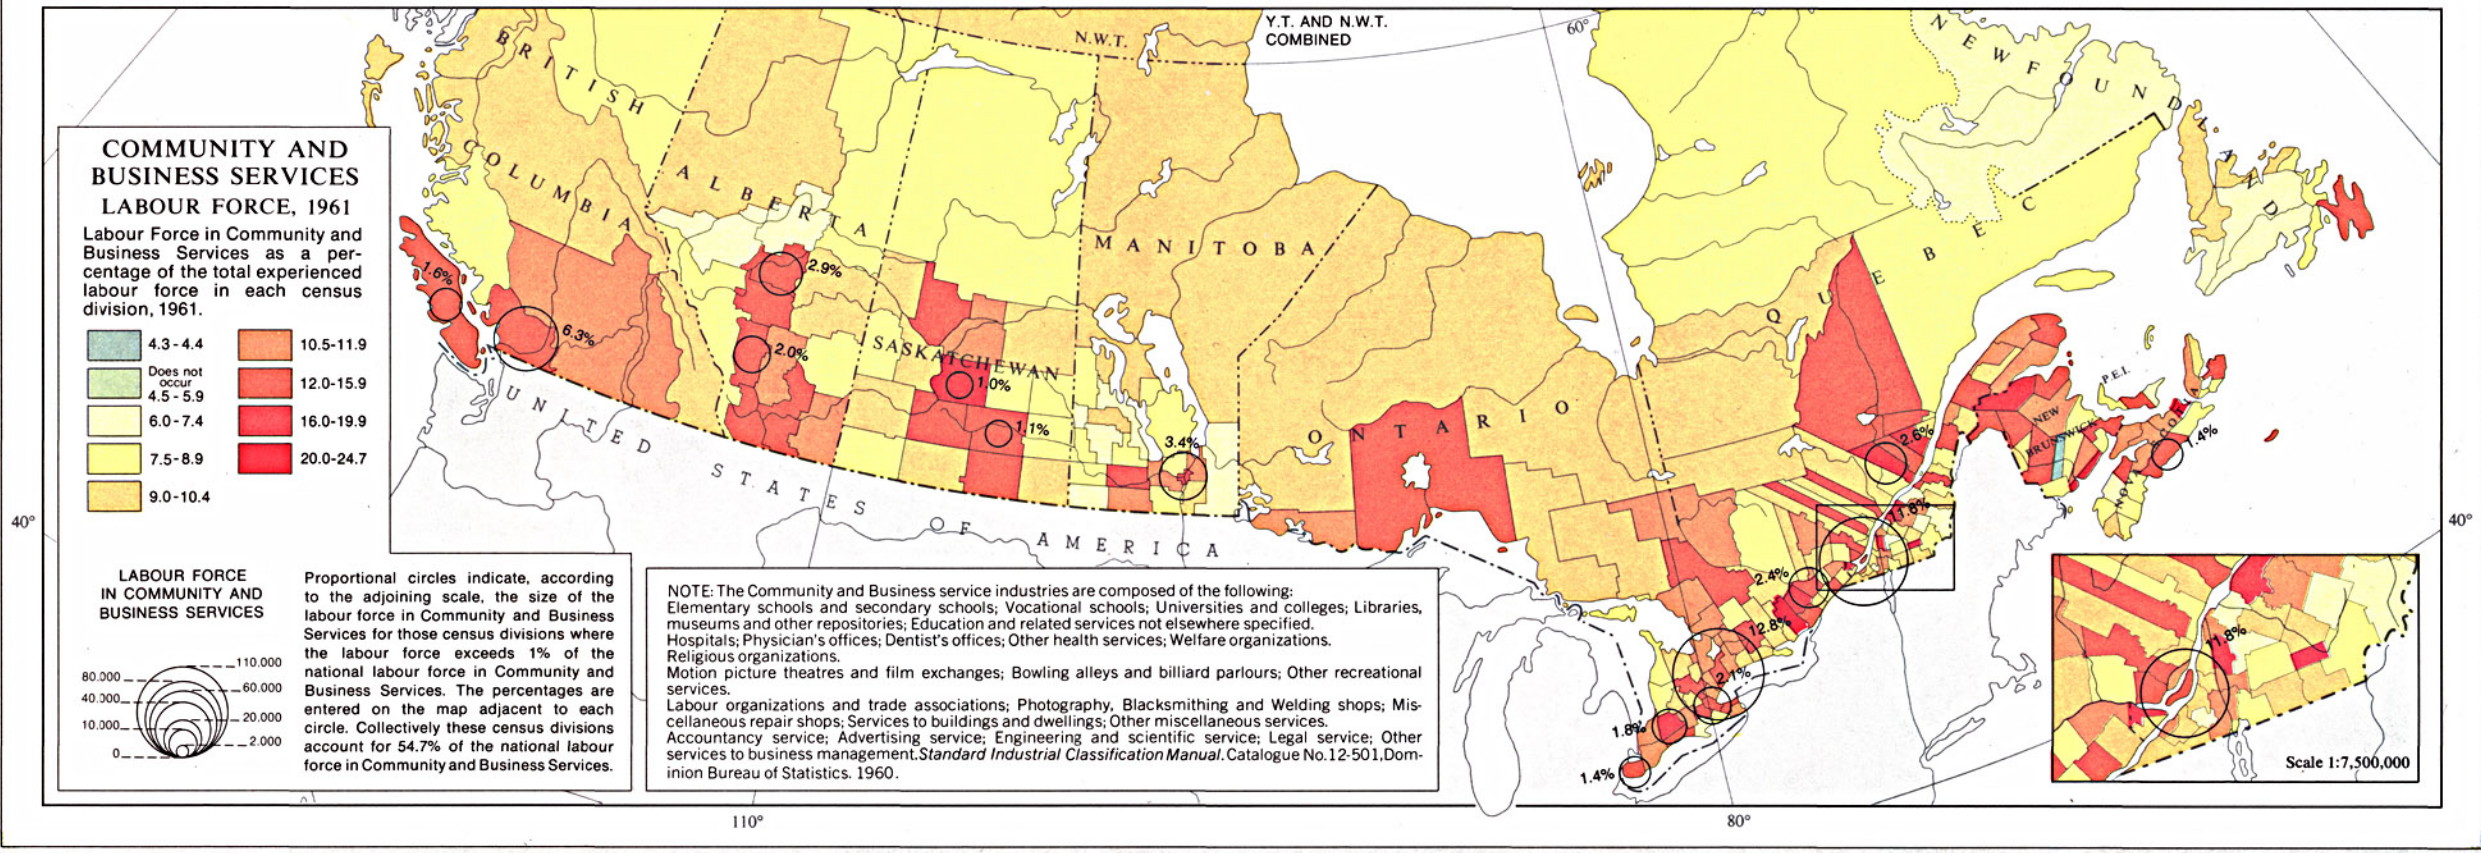 Y.T. AND N.W.T.
COMBINED
N.W.T.
60°
NEWFOUNDLAND
BRITISH
COLUMBIA
ALBERTA
SASKATCHEWAN
MANITOBA
ONTARIO
QUEBEC
P.E.I.
NEW
BRUNSWICK
NOVA SCOTIA
UNITED STATES OF AMERICA
1.6%
6.3%
2.9%
2.0%
1.0%
1.1%
3.4%
2.6%
1.4%
11.8%
2.4%
12.8%
2.1%
1.8%
1.4%
COMMUNITY AND
BUSINESS SERVICES
LABOUR FORCE, 1961
Labour Force in Community and
Business Services as a per-
centage of the total experienced
labour force in each census
division, 1961.
4.3-4.4
Does not
occur
4.5-5.9
6.0-7.4
7.5-8.9
9.0-10.4
10.5-11.9
12.0-15.9
16.0-19.9
20.0-24.7
40°
40°
LABOUR FORCE
IN COMMUNITY AND
BUSINESS SERVICES
110.000
80.000
60.000
40.000
20.000
10.000
2.000
0
Proportional circles indicate, according
to the adjoining scale, the size of the
labour force in Community and Business
Services for those census divisions where
the labour force exceeds 1% of the
national labour force in Community and
Business Services. The percentages are
entered on the map adjacent to each
circle. Collectively these census divisions
account for 54.7% of the national labour
force in Community and Business Services.
NOTE: The Community and Business service industries are composed of the following:
Elementary schools and secondary schools; Vocational schools; Universities and colleges; Libraries,
museums and other repositories; Education and related services not elsewhere specified.
Hospitals; Physician's offices; Dentist's offices; Other health services; Welfare organizations.
Religious organizations.
Motion picture theatres and film exchanges; Bowling alleys and billiard parlours; Other recreational
services.
Labour organizations and trade associations; Photography, Blacksmithing and Welding shops; Mis-
cellaneous repair shops; Services to buildings and dwellings; Other miscellaneous services.
Accountancy service; Advertising service; Engineering and scientific service; Legal service; Other
services to business management. Standard Industrial Classification Manual. Catalogue No.12-501,Dom-
inion Bureau of Statistics. 1960.
11.8%
Scale 1:7,500,000
110°
80°